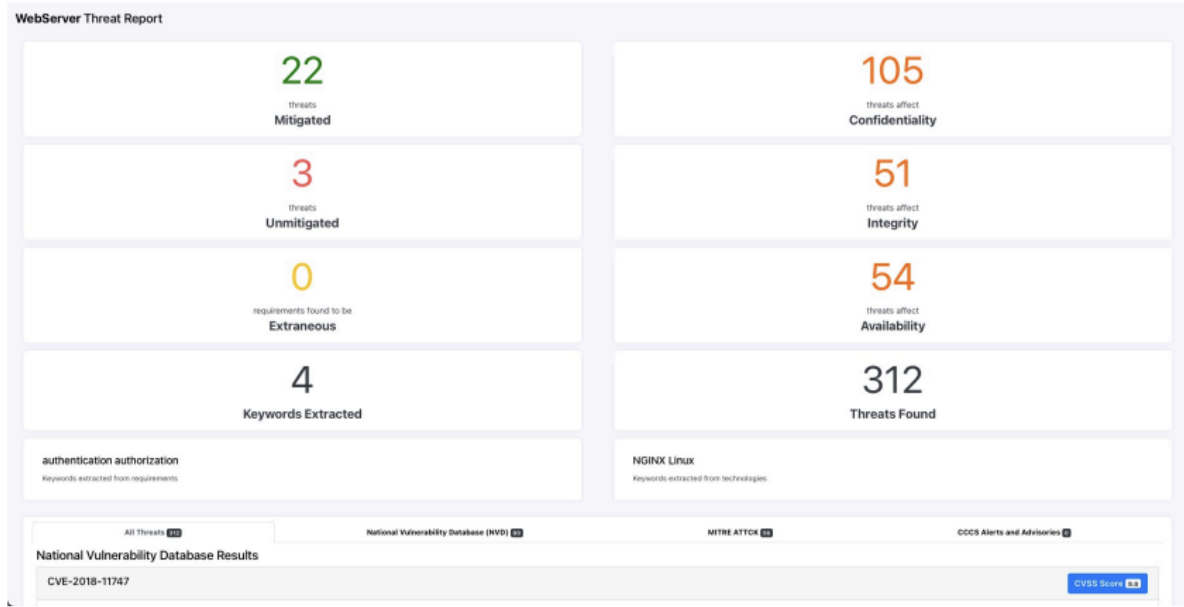 WebServer Threat Report
22
threats
Mitigated
105
threats affect
Confidentiality
3
threats
Unmitigated
51
threats affect
Integrity
0
requirements found to be
Extraneous
54
threats affect
Availability
4
Keywords Extracted
312
Threats Found
authentication authorization
Keywords extracted from requirements
NGINX Linux
Keywords extracted from technologies
All Threats 312
National Vulnerability Database (NVD)
MITRE ATTCK
CCCS Alerts and Advisories 0
National Vulnerability Database Results
CVE-2018-11747
CVSS Score 9.8